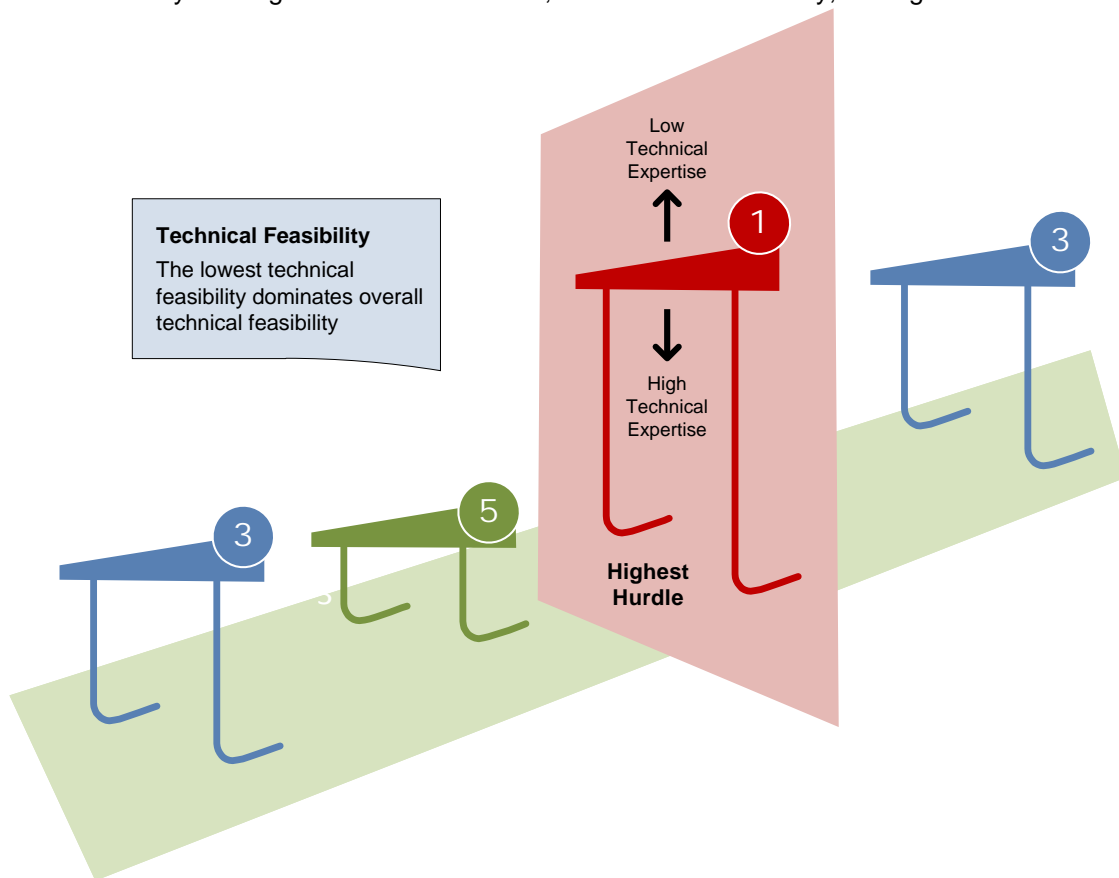 Low
Technical
Expertise
1
3
Technical Feasibility
The lowest technical
feasibility dominates overall
technical feasibility
High
Technical
Expertise
5
3
Highest
Hurdle